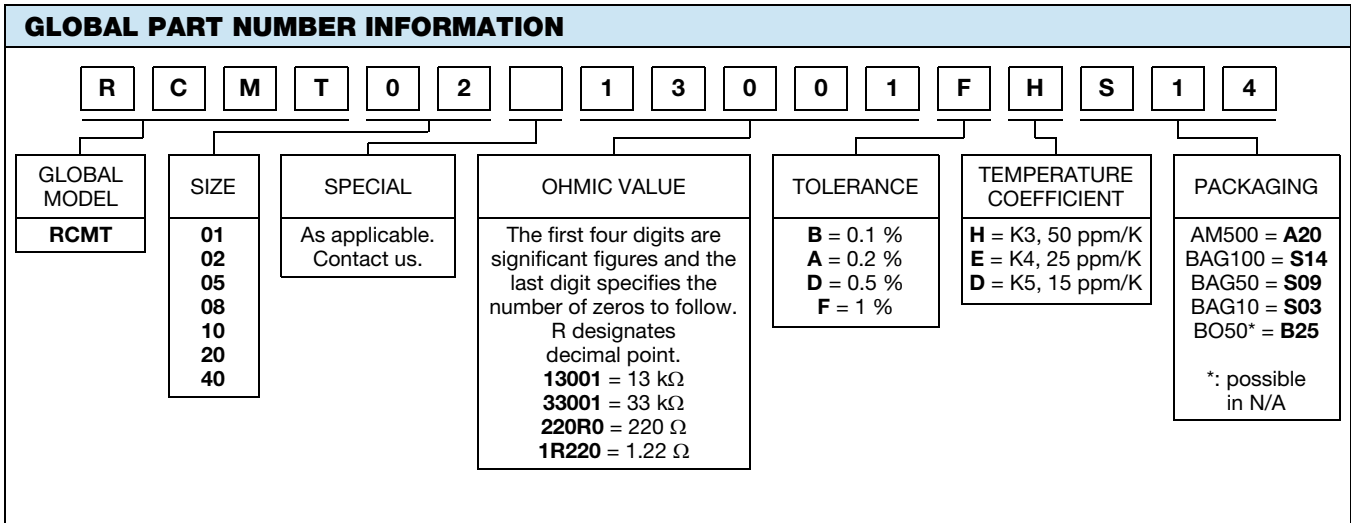 GLOBAL PART NUMBER INFORMATION
R C M T 0 2 1 3 0 0 1 F H S 1 4
GLOBAL
MODEL
RCMT
SIZE
01
02
05
08
10
20
40
SPECIAL
As applicable.
Contact us.
OHMIC VALUE
The first four digits are
significant figures and the
last digit specifies the
number of zeros to follow.
R designates
decimal point.
13001 = 13 kΩ
33001 = 33 kΩ
220R0 = 220 Ω
1R220 = 1.22 Ω
TOLERANCE
B = 0.1 %
A = 0.2 %
D = 0.5 %
F = 1 %
TEMPERATURE
COEFFICIENT
H = K3, 50 ppm/K
E = K4, 25 ppm/K
D = K5, 15 ppm/K
PACKAGING
AM500 = A20
BAG100 = S14
BAG50 = S09
BAG10 = S03
BO50* = B25
*: possible
in N/A